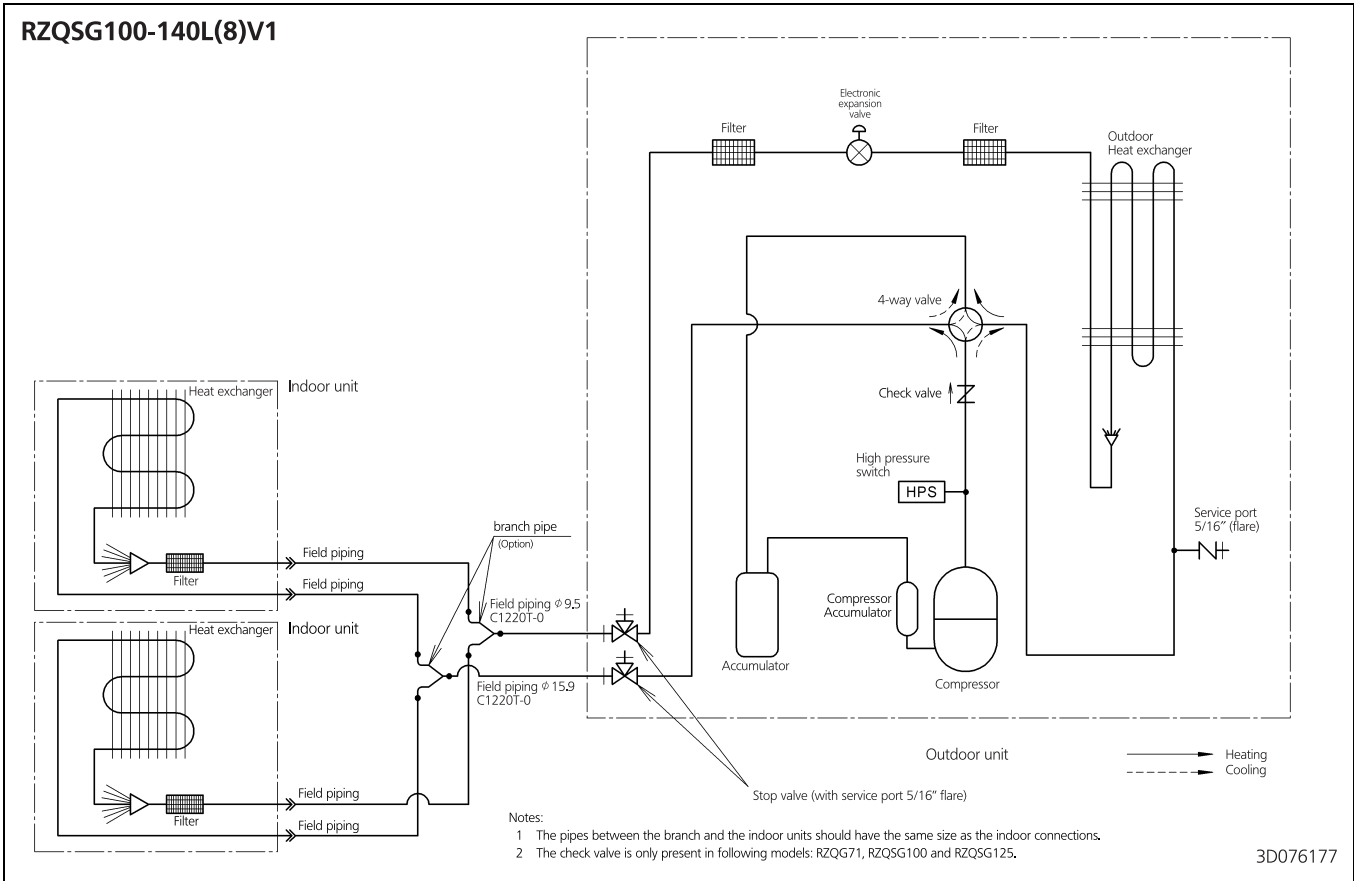 RZQSG100-140L(8)V1
Electronic
expansion
valve
Filter
Filter
Outdoor
Heat exchanger
4-way valve
Check valve
High pressure
switch
HPS
Service port
5/16" (flare)
Compressor
Accumulator
Accumulator
Compressor
Heat exchanger
Indoor unit
Filter
Field piping
Field piping
branch pipe
(Option)
Field piping φ9.5
C1220T-0
Heat exchanger
Indoor unit
Field piping φ15.9
C1220T-0
Filter
Field piping
Field piping
Outdoor unit
Heating
Cooling
Stop valve (with service port 5/16" flare)
Notes:
1 The pipes between the branch and the indoor units should have the same size as the indoor connections.
2 The check valve is only present in following models: RZQG71, RZQSG100 and RZQSG125.
3D076177